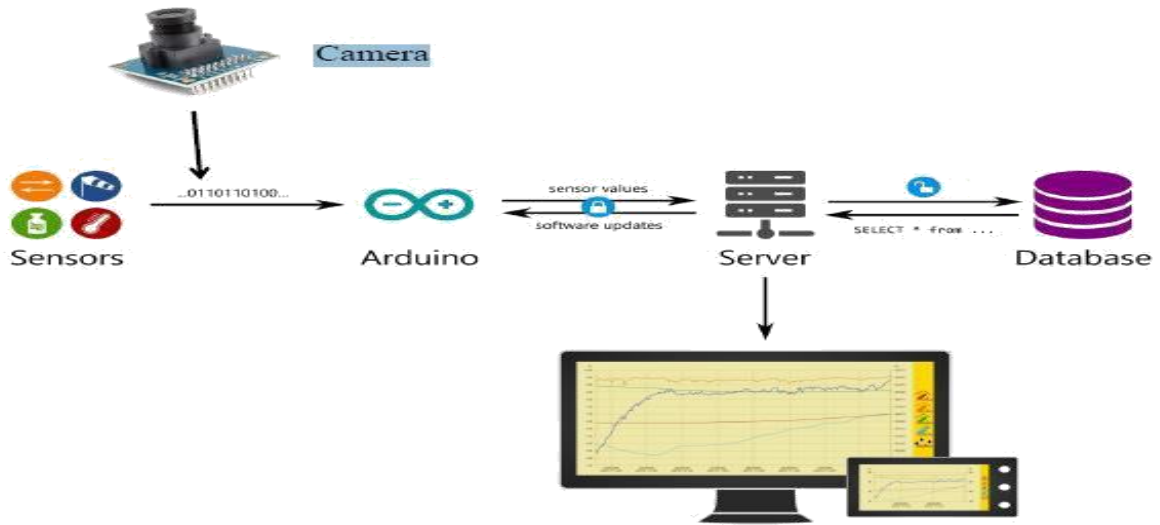 Camera
..0110110100...
sensor values
software updates
SELECT * from ...
Sensors
Arduino
Server
Database